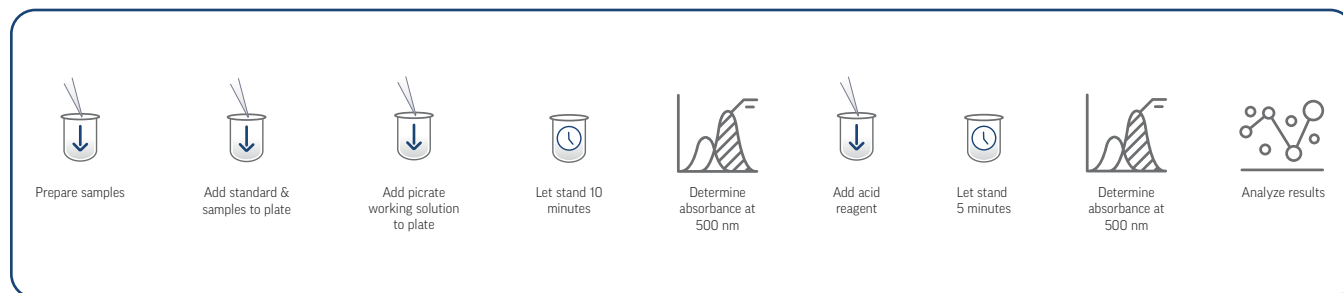 Prepare samples
Add standard &
samples to plate
Add picrate
working solution
to plate
Let stand 10
minutes
Determine
absorbance at
500 nm
Add acid
reagent
Let stand
5 minutes
Determine
absorbance at
500 nm
Analyze results